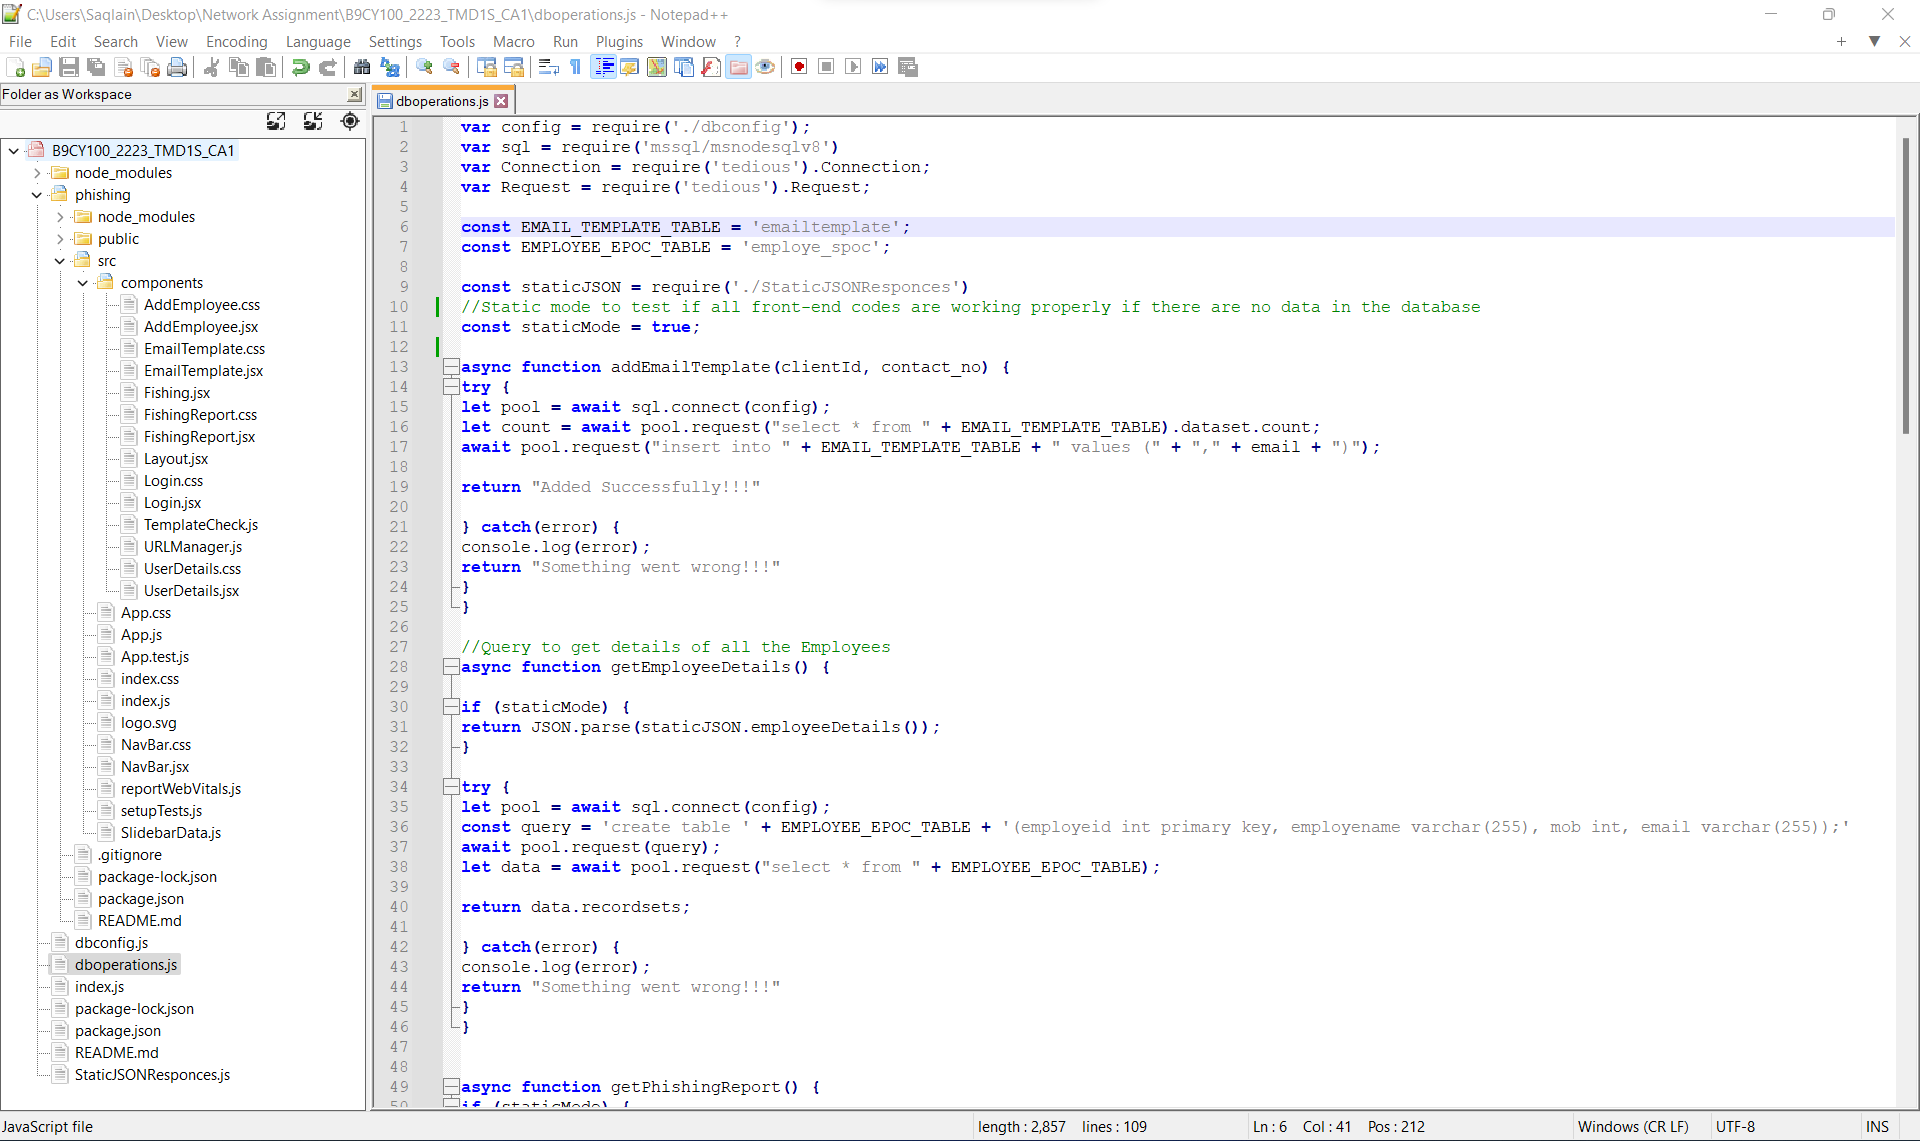 C:\Users\Saqlain\Desktop\Network Assignment\B9CY100_2223_TMD1S_CA1\dboperations.js - Notepad++
File Edit Search View Encoding Language Settings Tools Macro Run Plugins Window ?
Folder as Workspace
B9CY100_2223_TMD1S_CA1
node_modules
phishing
node_modules
public
src
components
AddEmployee.css
AddEmployee.jsx
EmailTemplate.css
EmailTemplate.jsx
Fishing.jsx
FishingReport.css
FishingReport.jsx
Layout.jsx
Login.css
Login.jsx
TemplateCheck.js
URLManager.js
UserDetails.css
UserDetails.jsx
App.css
App.js
App.test.js
index.css
index.js
logo.svg
NavBar.css
NavBar.jsx
reportWebVitals.js
setupTests.js
SlidebarData.js
.gitignore
package-lock.json
package.json
README.md
dbconfig.js
dboperations.js
index.js
package-lock.json
package.json
README.md
StaticJSONResponces.js
dboperations.js
1 var config = require('./dbconfig');
2 var sql = require('mssql/msnodesqlv8')
3 var Connection = require('tedious').Connection;
4 var Request = require('tedious').Request;
5
6 const EMAIL_TEMPLATE_TABLE = 'emailtemplate';
7 const EMPLOYEE_EPOC_TABLE = 'employe_spoc';
8
9 const staticJSON = require('./StaticJSONResponces')
10 //Static mode to test if all front-end codes are working properly if there are no data in the database
11 const staticMode = true;
12
13 async function addEmailTemplate(clientId, contact_no) {
14 try {
15 let pool = await sql.connect(config);
16 let count = await pool.request("select * from " + EMAIL_TEMPLATE_TABLE).dataset.count;
17 await pool.request("insert into " + EMAIL_TEMPLATE_TABLE + " values (" + "," + email + ")");
18
19 return "Added Successfully!!!"
20
21 } catch(error) {
22 console.log(error);
23 return "Something went wrong!!!"
24 }
25 }
26
27 //Query to get details of all the Employees
28 async function getEmployeeDetails() {
29
30 if (staticMode) {
31 return JSON.parse(staticJSON.employeeDetails());
32 }
33
34 try {
35 let pool = await sql.connect(config);
36 const query = 'create table ' + EMPLOYEE_EPOC_TABLE + '(employeid int primary key, employename varchar(255), mob int, email varchar(255));'
37 await pool.request(query);
38 let data = await pool.request("select * from " + EMPLOYEE_EPOC_TABLE);
39
40 return data.recordsets;
41
42 } catch(error) {
43 console.log(error);
44 return "Something went wrong!!!"
45 }
46 }
47
48
49 async function getPhishingReport() {
50 if (staticMode) {
JavaScript file length : 2,857 lines : 109 Ln : 6 Col : 41 Pos : 212 Windows (CR LF) UTF-8 INS